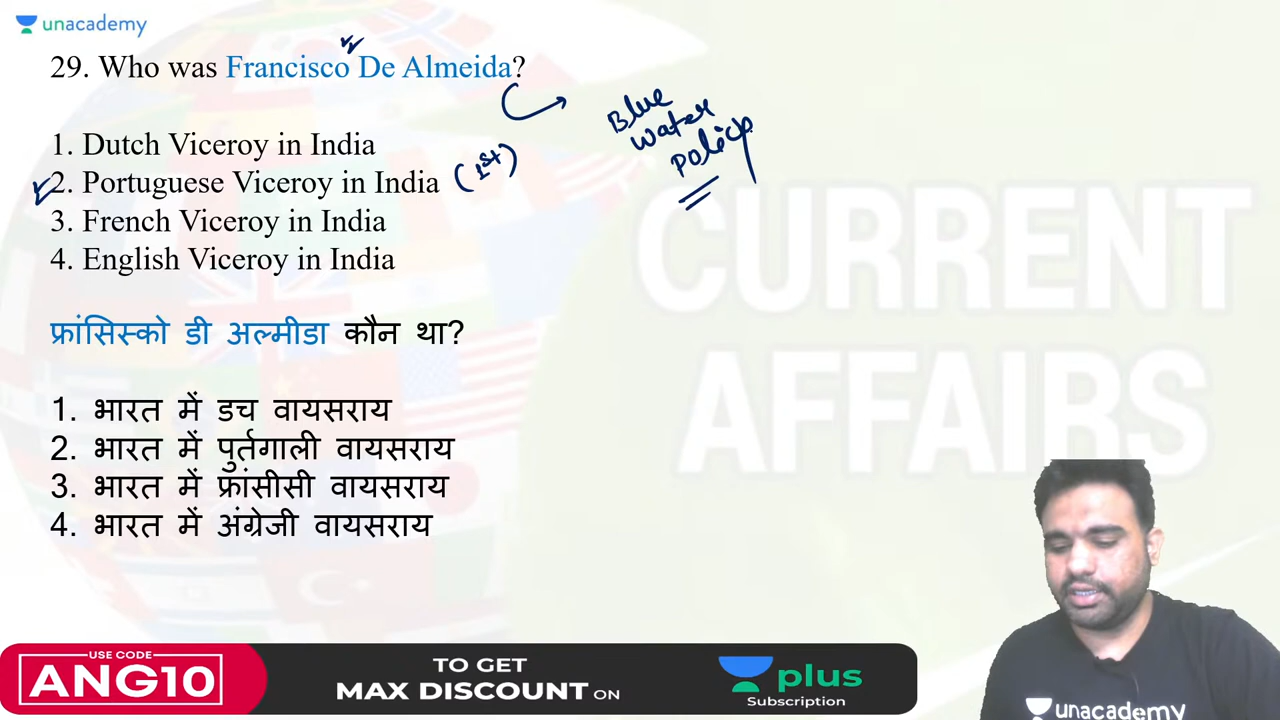 unacademy
29. Who was Francisco De Almeida?
Blue
water
policy
1. Dutch Viceroy in India
2. Portuguese Viceroy in India (1st)
3. French Viceroy in India
4. English Viceroy in India
फ्रांसिस्को डी अल्मीडा कौन था?
1. भारत में डच वायसराय
2. भारत में पुर्तगाली वायसराय
3. भारत में फ्रांसीसी वायसराय
4. भारत में अंग्रेजी वायसराय
CURRENT
AFFAIRS
USE CODE
ANG10
TO GET
MAX DISCOUNT ON
plus
Subscription
unacademy